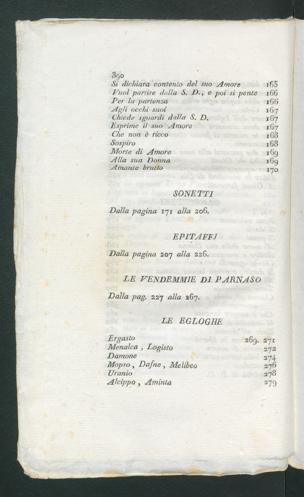 390
Si dichiara contento del suo Amore 165
Vuol partire dalla S. D., e poi si pente 166
Per la partenza 166
Agli occhi suoi 167
Chiede sguardi dalla S. D. 167
Esprime il suo Amore 167
Che non è ricco 168
Sospiro 168
Morte di Amore 169
Alla sua Donna 169
Amante brutto 170
SONETTI
Dalla pagina 171 alla 206.
EPITAFFJ
Dalla pagina 207 alla 226.
LE VENDEMMIE DI PARNASO
Dalla pag. 227 alla 267.
LE EGLOGHE
Ergasto 269. 271
Menalca, Logisto 272
Damone 274
Mopso, Dafne, Melibeo 276
Uranio 278
Alcippo, Aminta 279